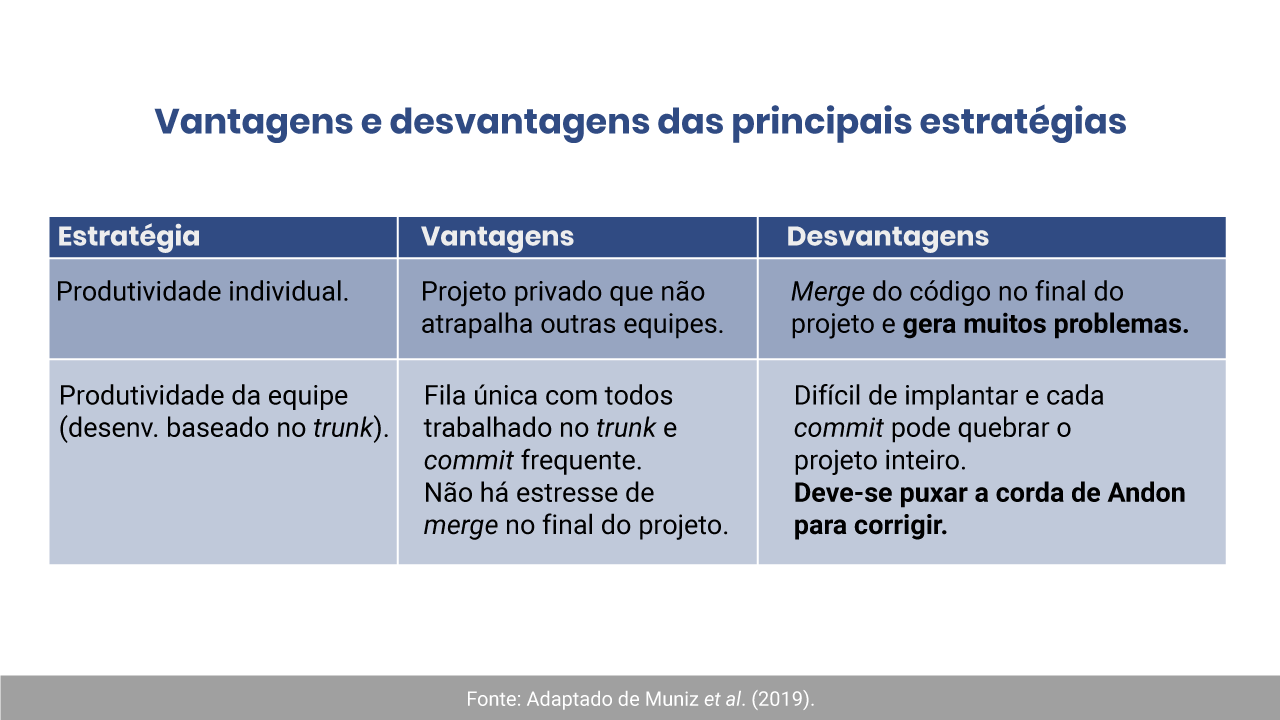 Vantagens e desvantagens das principais estratégias
Estratégia
Vantagens
Desvantagens
Produtividade individual.
Projeto privado que não
atrapalha outras equipes.
Merge do código no final do
projeto e gera muitos problemas.
Produtividade da equipe
(desenv. baseado no trunk).
Fila única com todos
trabalhado no trunk e
commit frequente.
Não há estresse de
merge no final do projeto.
Difícil de implantar e cada
commit pode quebrar o
projeto inteiro.
Deve-se puxar a corda de Andon
para corrigir.
Fonte: Adaptado de Muniz et al. (2019).